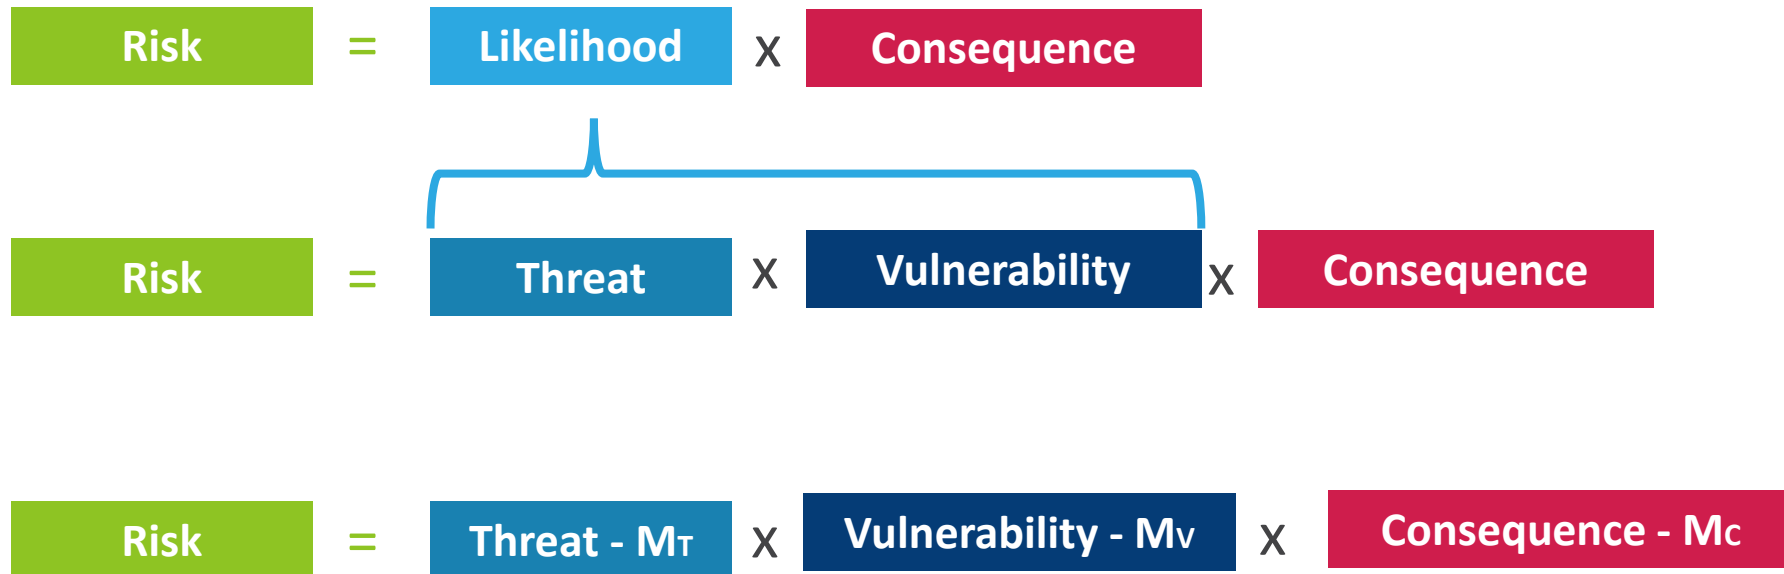 Risk = Likelihood x Consequence
Risk = Threat x Vulnerability x Consequence
Risk = Threat - MT x Vulnerability - MV x Consequence - MC